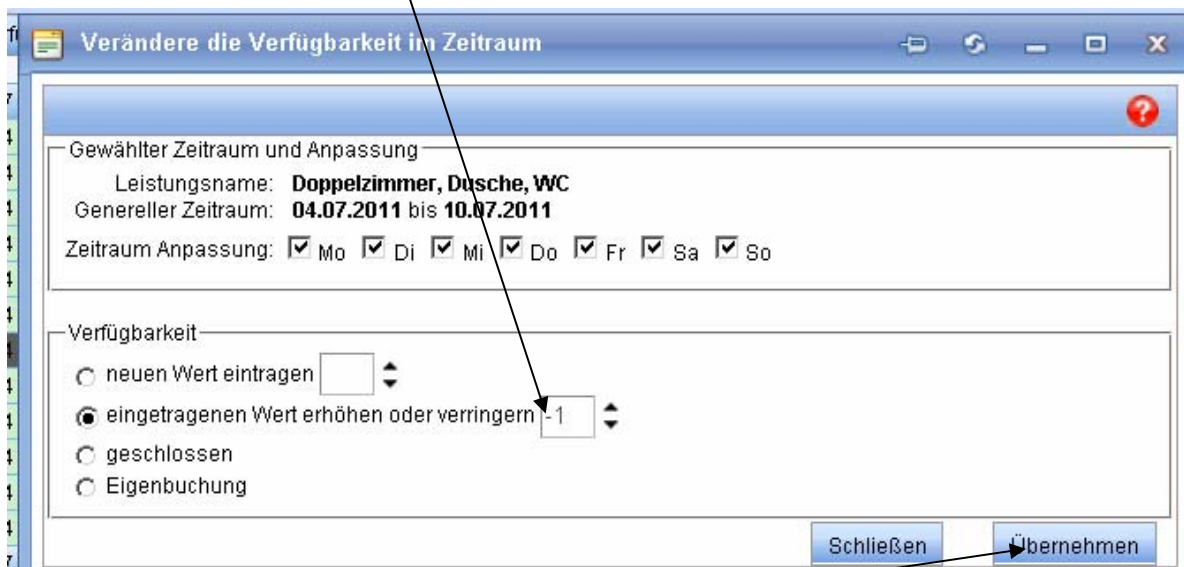 Verändere die Verfügbarkeit im Zeitraum
Gewählter Zeitraum und Anpassung
Leistungsname: Doppelzimmer, Dusche, WC
Genereller Zeitraum: 04.07.2011 bis 10.07.2011
Zeitraum Anpassung: Mo Di Mi Do Fr Sa So
Verfügbarkeit
neuen Wert eintragen
eingetragenen Wert erhöhen oder verringern -1
geschlossen
Eigenbuchung
Schließen Übernehmen